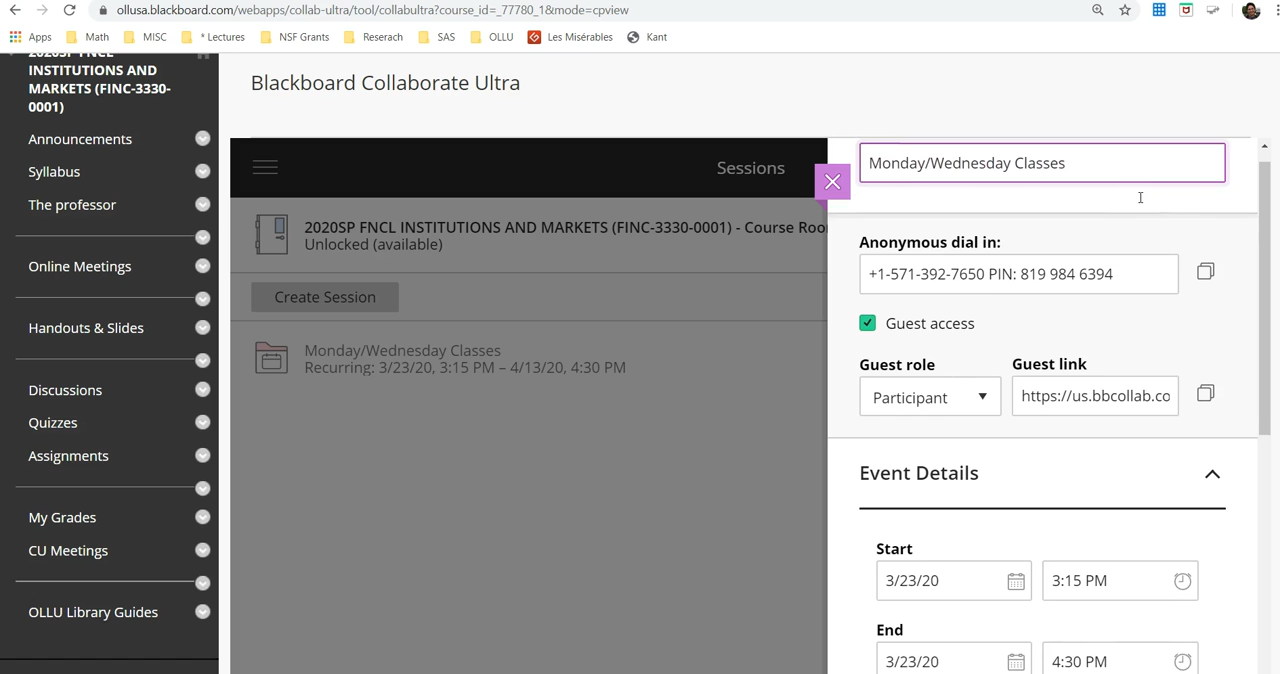 ollusa.blackboard.com/webapps/collab-ultra/tool/collabultra?course_id=_77780_1&mode=cpview
Apps Math MISC * Lectures NSF Grants Reserach SAS OLLU Les Misérables Kant
2020SP FNCL
INSTITUTIONS AND
MARKETS (FINC-3330-
0001)
Announcements
Syllabus
The professor
Online Meetings
Handouts & Slides
Discussions
Quizzes
Assignments
My Grades
CU Meetings
OLLU Library Guides
Blackboard Collaborate Ultra
Sessions
2020SP FNCL INSTITUTIONS AND MARKETS (FINC-3330-0001) - Course Roo
Unlocked (available)
Create Session
Monday/Wednesday Classes
Recurring: 3/23/20, 3:15 PM – 4/13/20, 4:30 PM
Monday/Wednesday Classes
Anonymous dial in:
+1-571-392-7650 PIN: 819 984 6394
Guest access
Guest role Guest link
Participant https://us.bbcollab.co
Event Details
Start
3/23/20 3:15 PM
End
3/23/20 4:30 PM